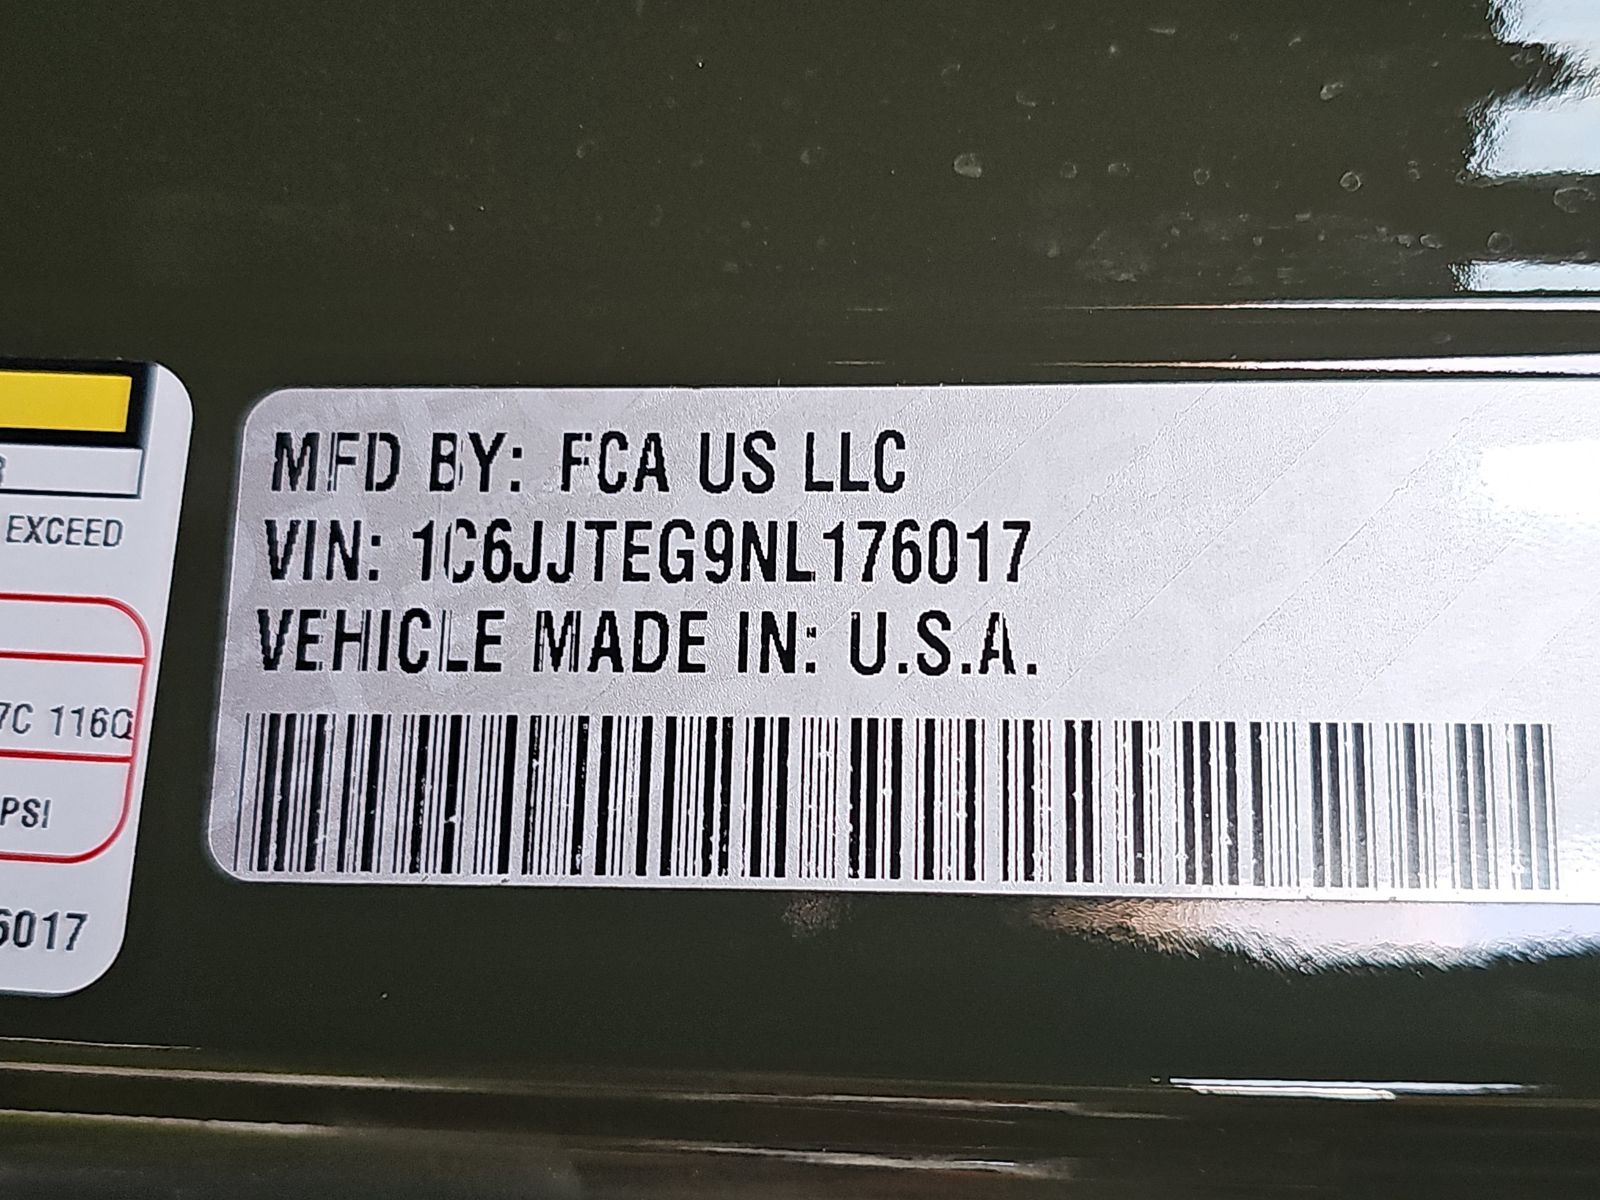 MFD BY: FCA US LLC
VIN: 1C6JJTEG9NL176017
VEHICLE MADE IN: U.S.A.
EXCEED
7C 116Q
PSI
6017